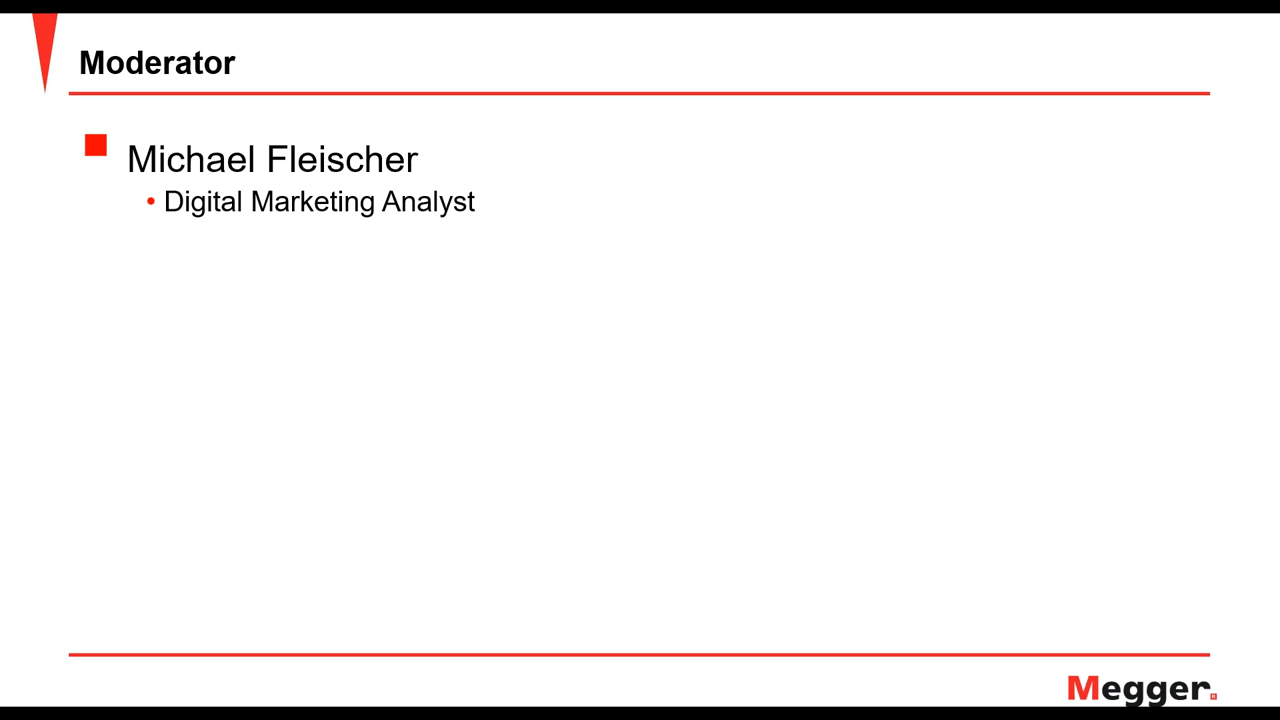 Moderator
Michael Fleischer
• Digital Marketing Analyst
Megger.